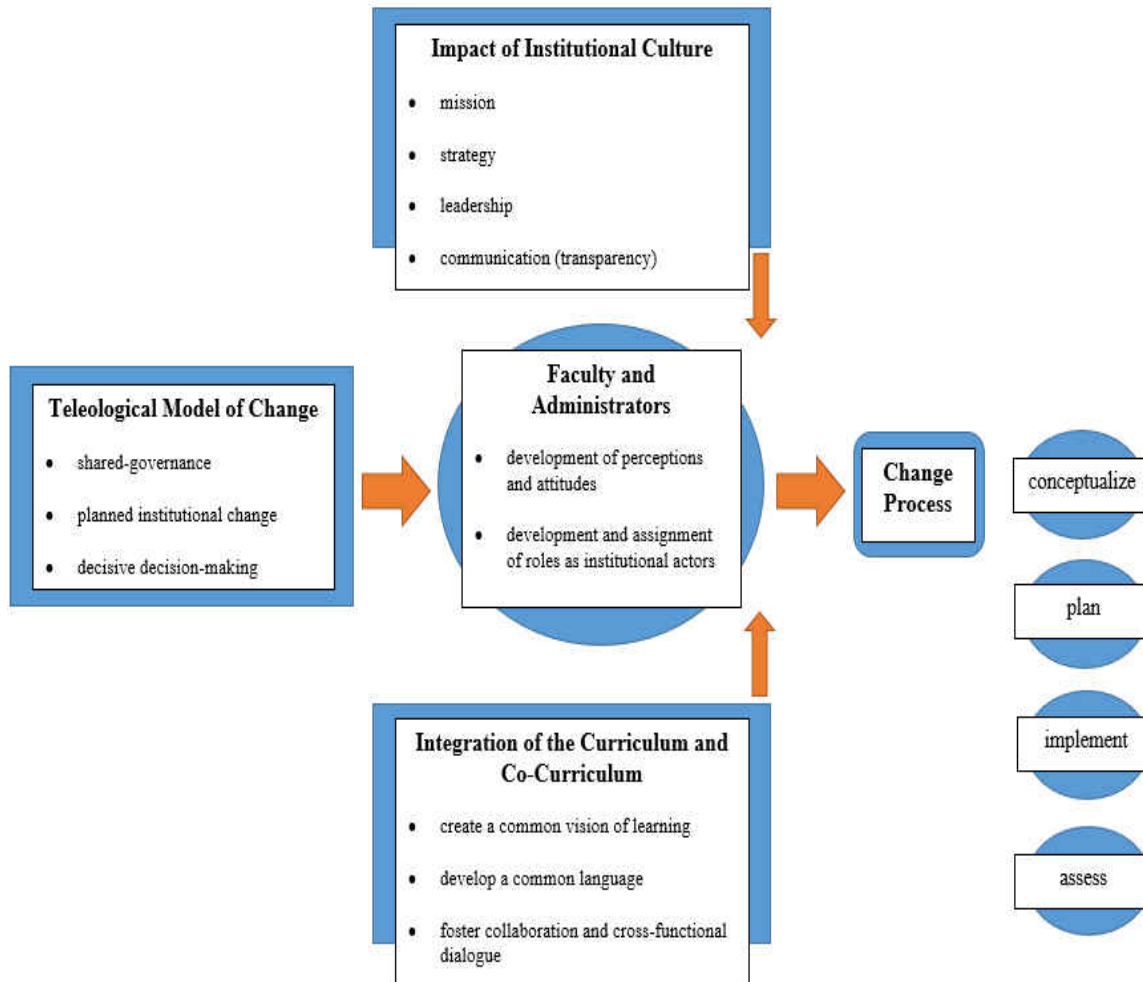 Impact of Institutional Culture
• mission
• strategy
• leadership
• communication (transparency)
Teleological Model of Change
• shared-governance
• planned institutional change
• decisive decision-making
Faculty and
Administrators
• development of perceptions
and attitudes
• development and assignment
of roles as institutional actors
Change
Process
conceptualize
plan
implement
assess
Integration of the Curriculum and
Co-Curriculum
• create a common vision of learning
• develop a common language
• foster collaboration and cross-functional
dialogue